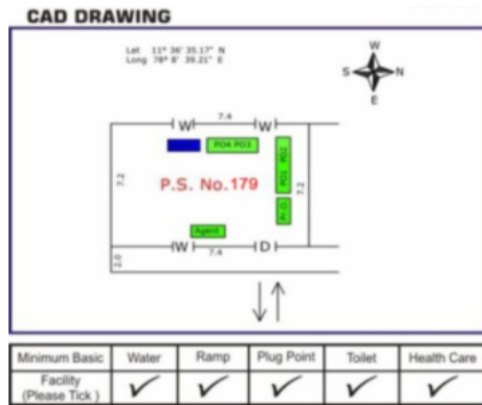 CAD DRAWING
Lat 11° 36' 35.17" N
Long 78° 8' 39.21" E
W
S N
E
7.4
W W
PO4 PO3
PO2
PO1
7.2
P.S. No.179
7.2
Pr.O
Agent
W 7.4 D
2.0
Minimum Basic Water Ramp Plug Point Toilet Health Care
Facility
(Please Tick )